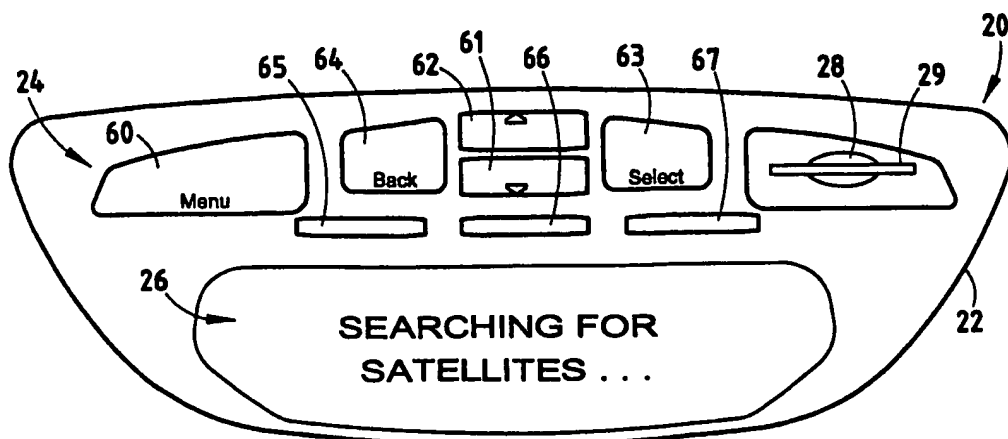 20
61
66
63
67
28
29
64
62
65
24
60
Back
Select
Menu
26
22
SEARCHING FOR
SATELLITES . . .